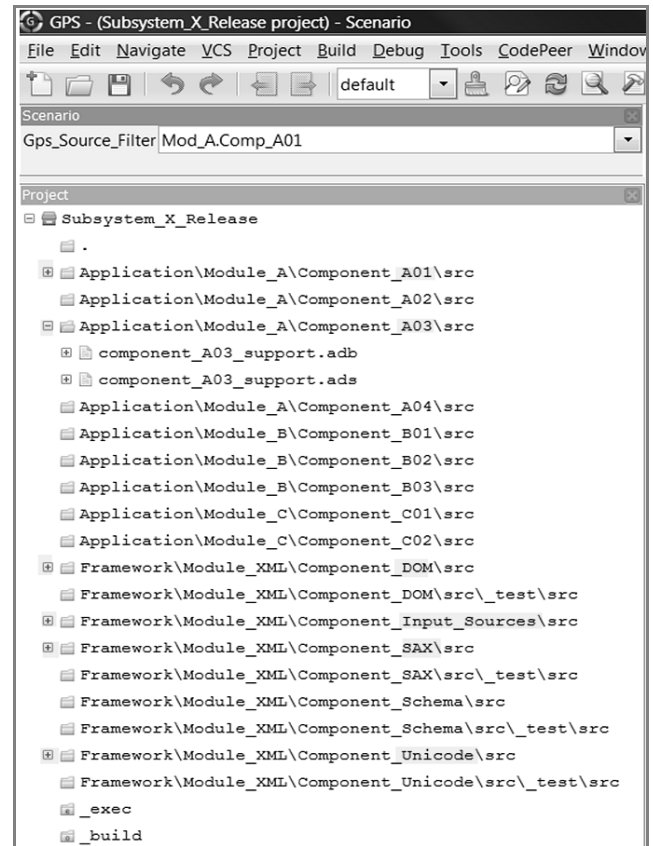 GPS - (Subsystem_X_Release project) - Scenario
File Edit Navigate VCS Project Build Debug Tools CodePeer Window
default
Scenario
Gps_Source_Filter Mod_A.Comp_A01
Project
Subsystem_X_Release
.
Application\Module_A\Component_A01\src
Application\Module_A\Component_A02\src
Application\Module_A\Component_A03\src
component_A03_support.adb
component_A03_support.ads
Application\Module_A\Component_A04\src
Application\Module_B\Component_B01\src
Application\Module_B\Component_B02\src
Application\Module_B\Component_B03\src
Application\Module_C\Component_C01\src
Application\Module_C\Component_C02\src
Framework\Module_XML\Component_DOM\src
Framework\Module_XML\Component_DOM\src\_test\src
Framework\Module_XML\Component_Input_Sources\src
Framework\Module_XML\Component_SAX\src
Framework\Module_XML\Component_SAX\src\_test\src
Framework\Module_XML\Component_Schema\src
Framework\Module_XML\Component_Schema\src\_test\src
Framework\Module_XML\Component_Unicode\src
Framework\Module_XML\Component_Unicode\src\_test\src
_exec
_build